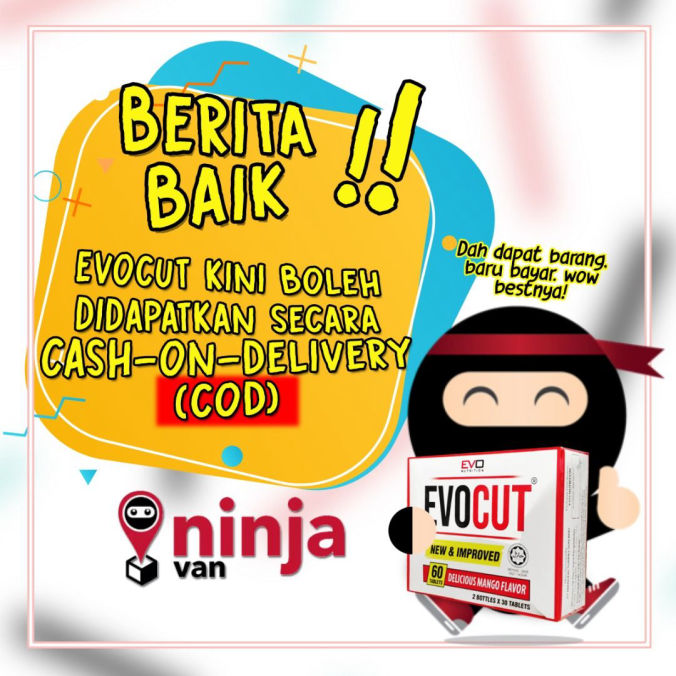 BERITA
BAIK !!
EVOCUT KINI BOLEH
DIDAPATKAN SECARA
CASH-ON-DELIVERY
(COD)
Dah dapat barang,
baru bayar. wow
bestnya!
ninja
van
EVO
NUTRITION
EVOCUT®
NEW & IMPROVED
60
TABLETS
DELICIOUS MANGO FLAVOR
2 BOTTLES X 30 TABLETS